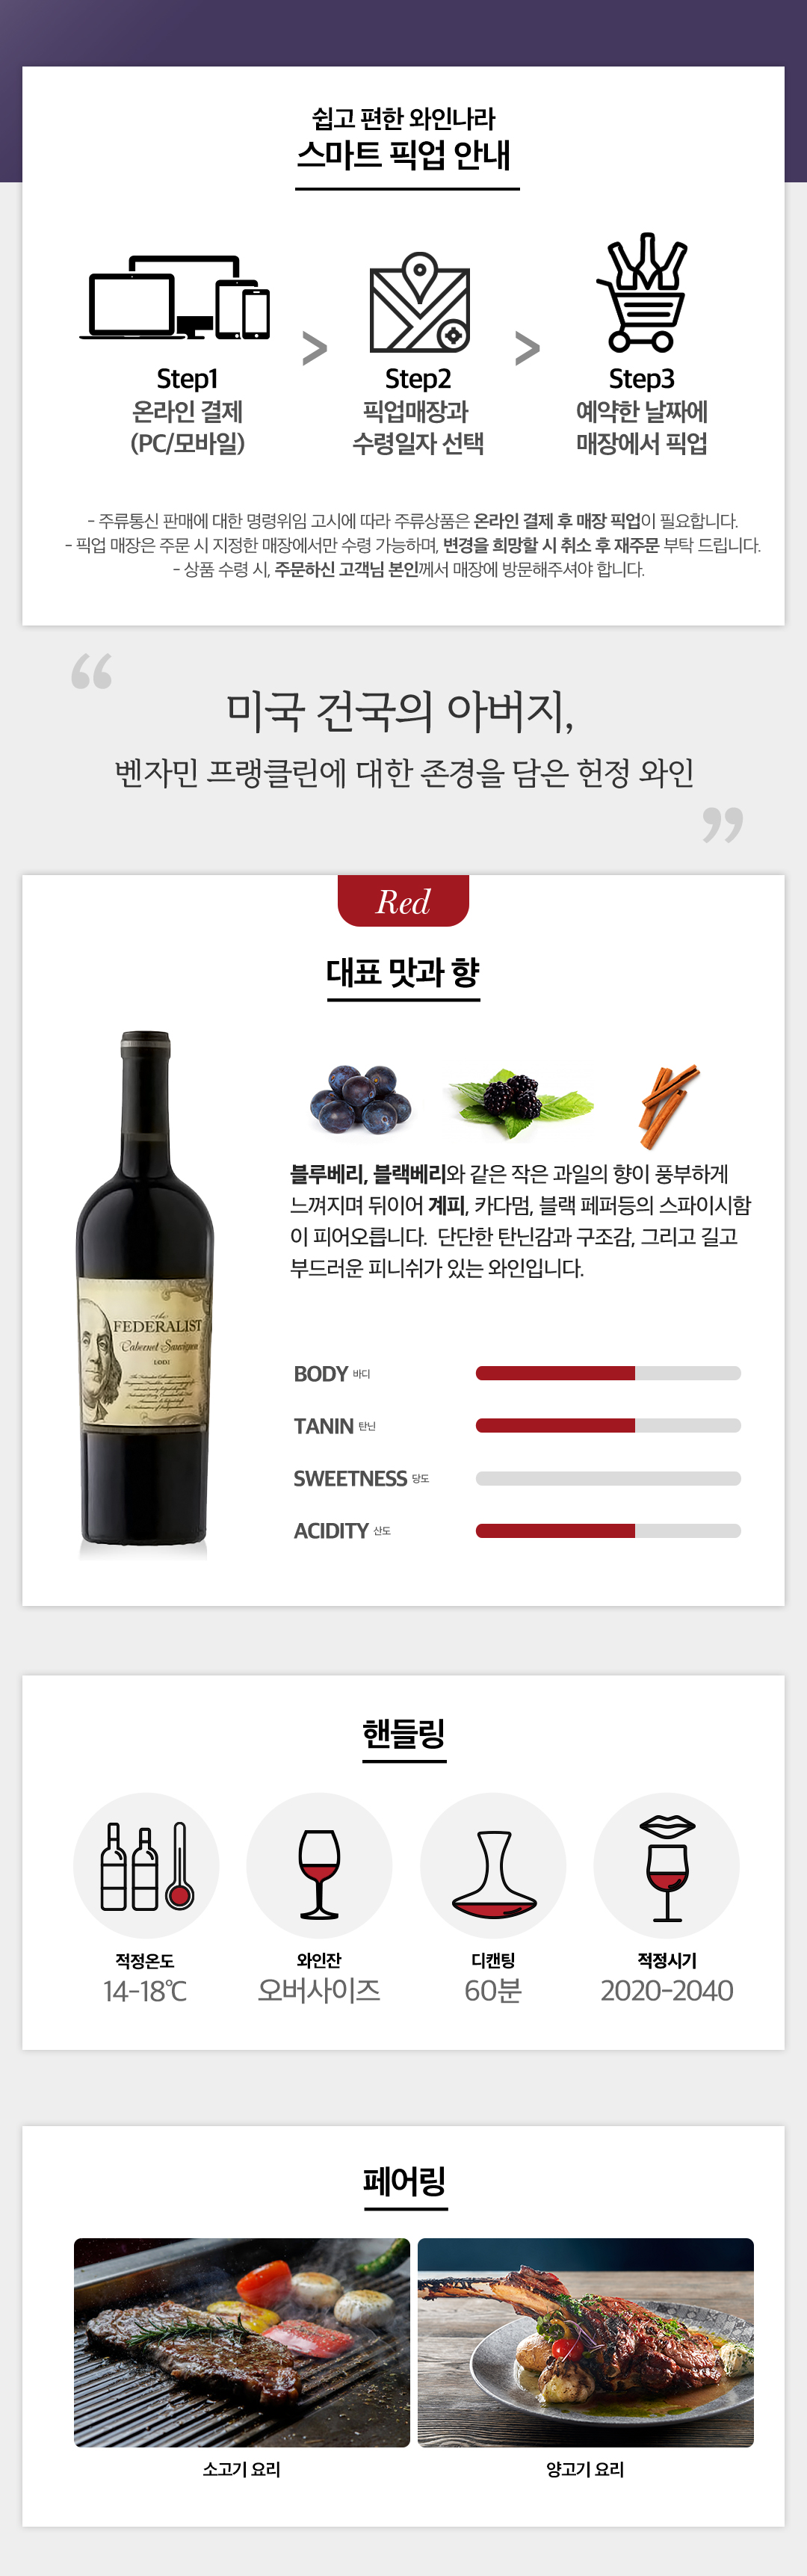 쉽고 편한 와인나라
스마트 픽업 안내
>
>
Step1
온라인 결제
(PC/모바일)
Step2
픽업매장과
수령일자 선택
Step3
예약한 날짜에
매장에서 픽업
- 주류통신 판매에 대한 명령위임 고시에 따라 주류상품은 온라인 결제 후 매장 픽업이 필요합니다.
- 픽업 매장은 주문 시 지정한 매장에서만 수령 가능하며, 변경을 희망할 시 취소 후 재주문 부탁 드립니다.
- 상품 수령 시, 주문하신 고객님 본인께서 매장에 방문해주셔야 합니다.
“
미국 건국의 아버지,
벤자민 프랭클린에 대한 존경을 담은 헌정 와인
”
Red
대표 맛과 향
블루베리, 블랙베리와 같은 작은 과일의 향이 풍부하게
느껴지며 뒤이어 계피, 카다멈, 블랙 페퍼등의 스파이시함
이 피어오릅니다. 단단한 탄닌감과 구조감, 그리고 길고
부드러운 피니쉬가 있는 와인입니다.
the
FEDERALIST
Cabernet Sauvignon
LODI
BODY 바디
TANIN 탄닌
SWEETNESS 당도
ACIDITY 산도
핸들링
적정온도
14-18℃
와인잔
오버사이즈
디캔팅
60분
적정시기
2020-2040
페어링
소고기 요리
양고기 요리